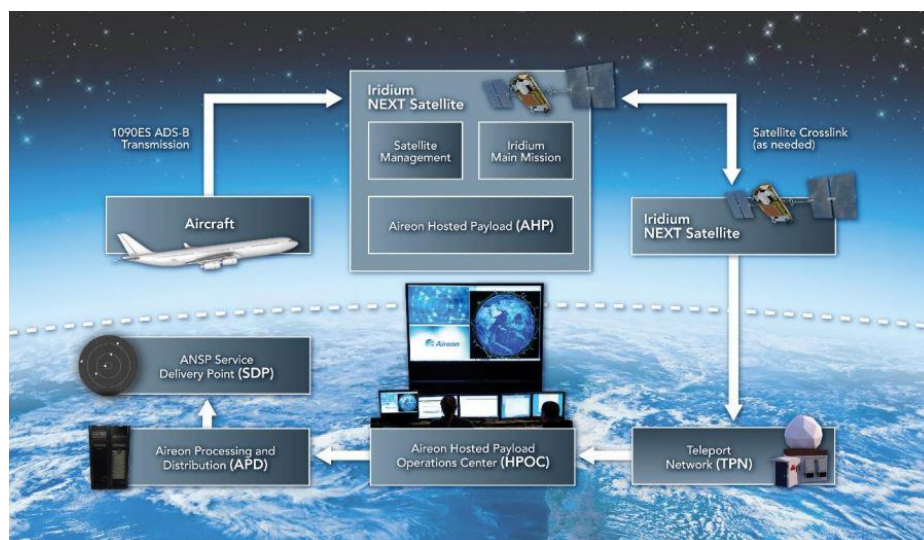 Iridium
NEXT Satellite
1090ES ADS-B
Transmission
Satellite
Management
Iridium
Main Mission
Satellite Crosslink
(as needed)
Aircraft
Aireon Hosted Payload (AHP)
Iridium
NEXT Satellite
Aireon
ANSP Service
Delivery Point (SDP)
Aireon Processing and
Distribution (APD)
Aireon Hosted Payload
Operations Center (HPOC)
Teleport
Network (TPN)